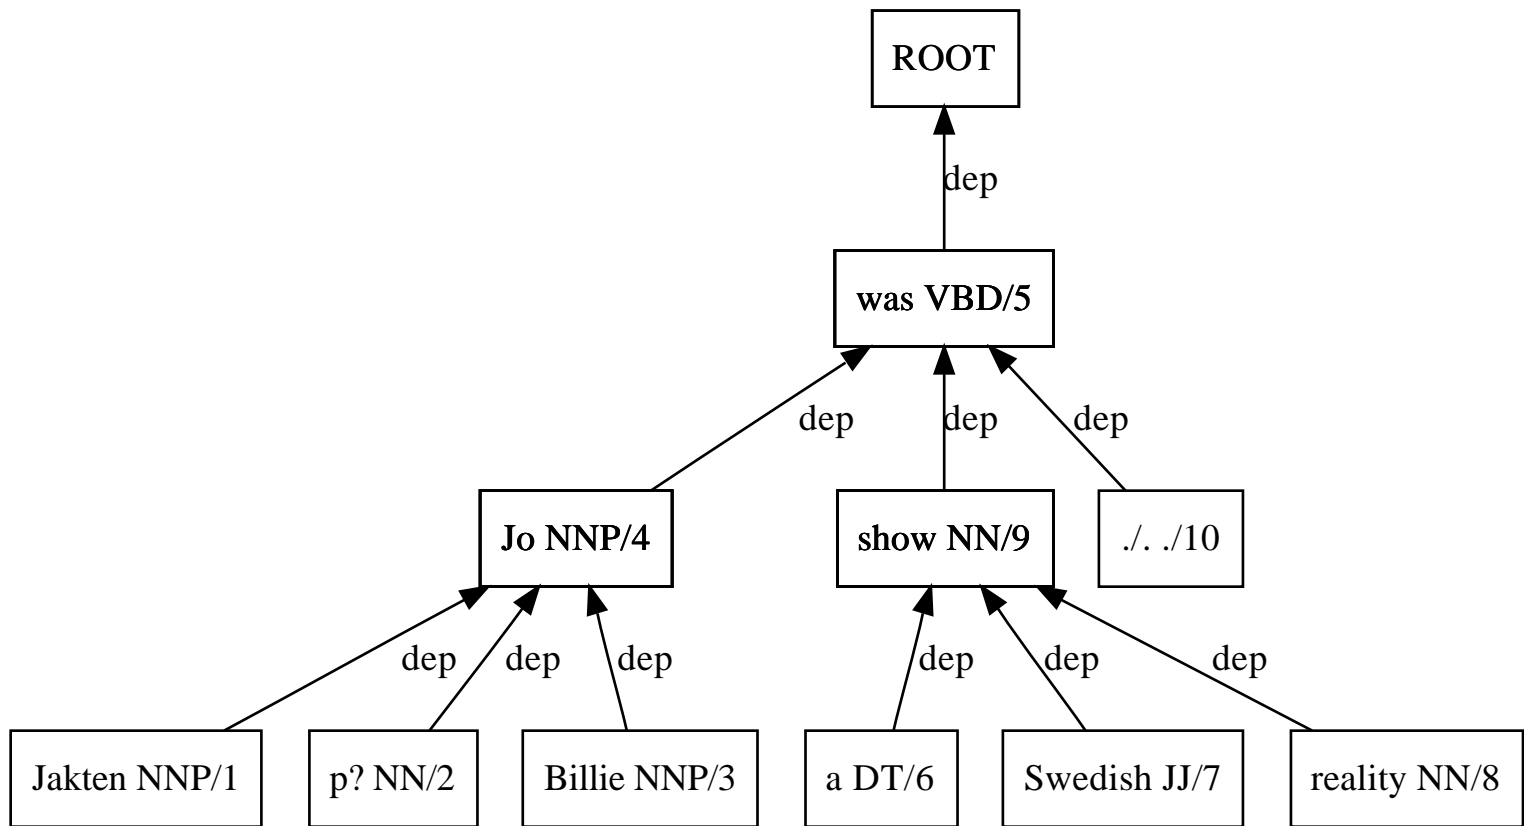 ROOT
dep
was VBD/5
dep dep dep
Jo NNP/4 show NN/9 ./. ./10
dep dep dep dep dep dep
Jakten NNP/1 p? NN/2 Billie NNP/3 a DT/6 Swedish JJ/7 reality NN/8